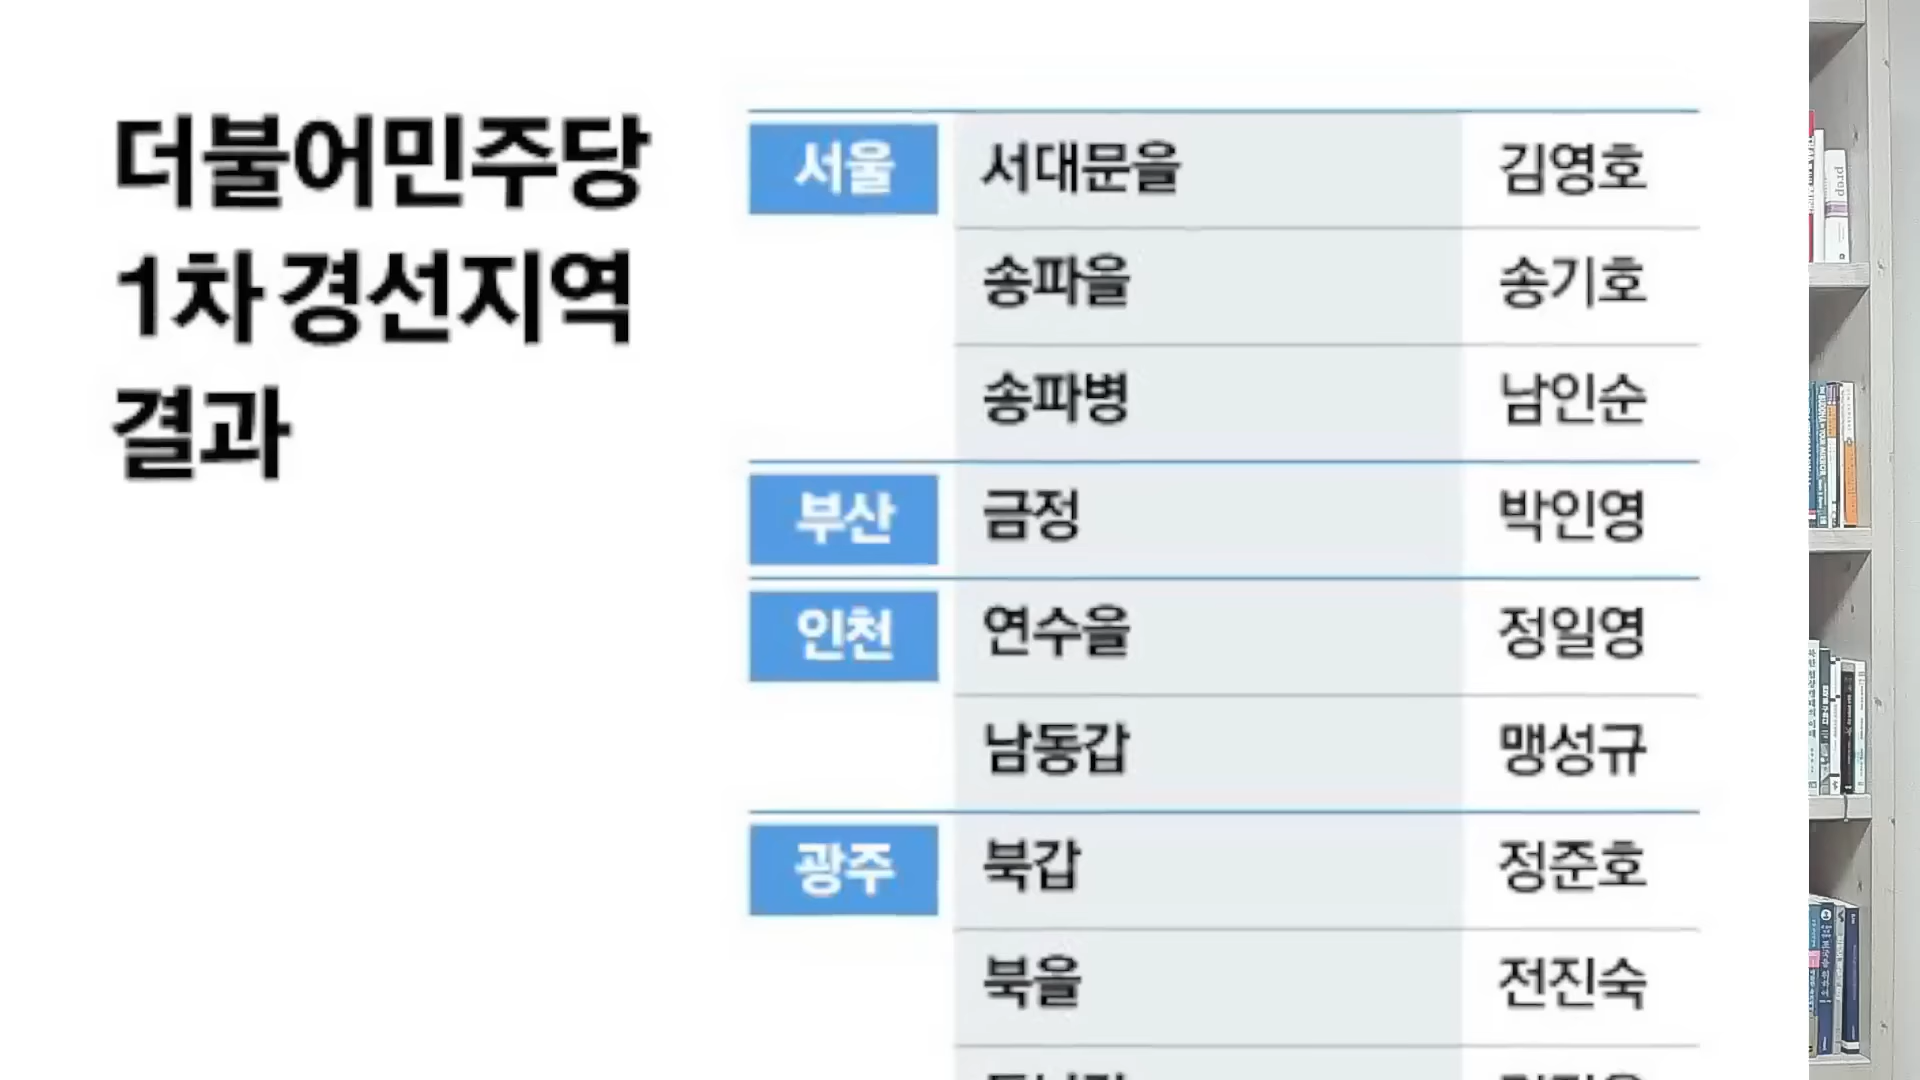 더불어민주당
1차 경선지역
결과
서울 서대문을 김영호
송파을 송기호
송파병 남인순
부산 금정 박인영
인천 연수을 정일영
남동갑 맹성규
광주 북갑 정준호
북을 전진숙
prep